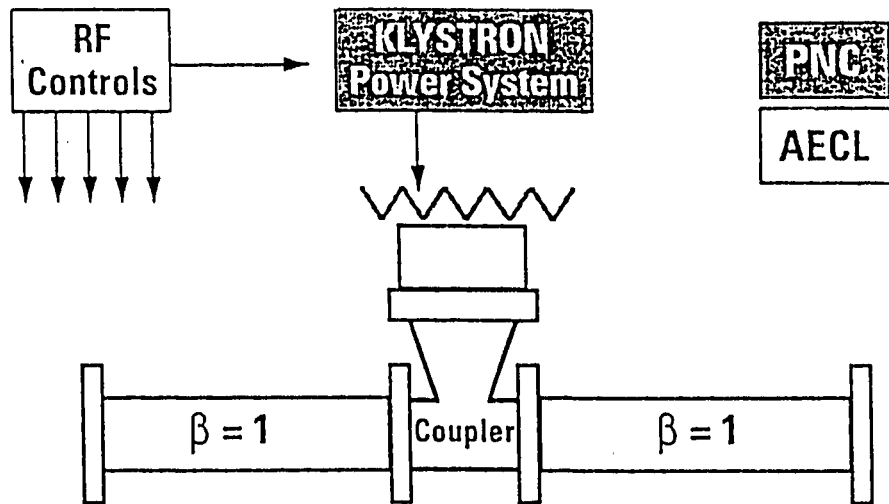 RF
Controls
KLYSTRON
Power System
PNC
AECL
β = 1
Coupler
β = 1